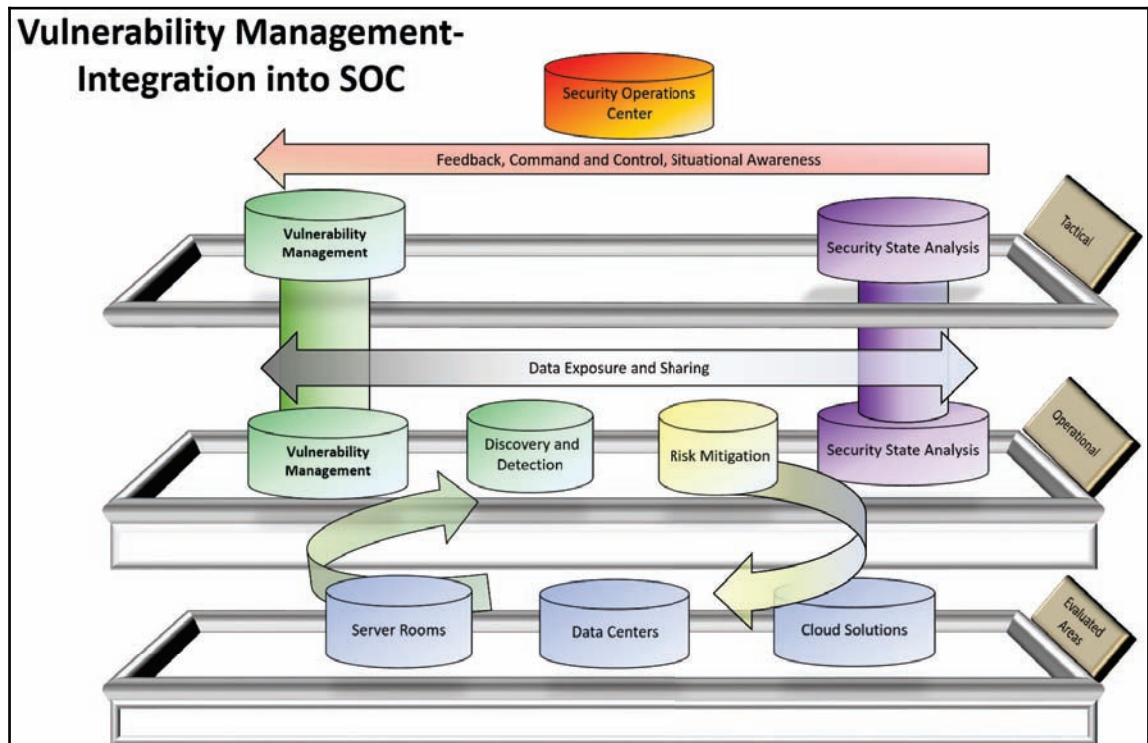 Vulnerability Management-
Integration into SOC
Security Operations
Center
Feedback, Command and Control, Situational Awareness
Vulnerability
Management
Security State Analysis
Tactical
Data Exposure and Sharing
Vulnerability
Management
Discovery and
Detection
Risk Mitigation
Security State Analysis
Operational
Server Rooms
Data Centers
Cloud Solutions
Evaluated
Areas